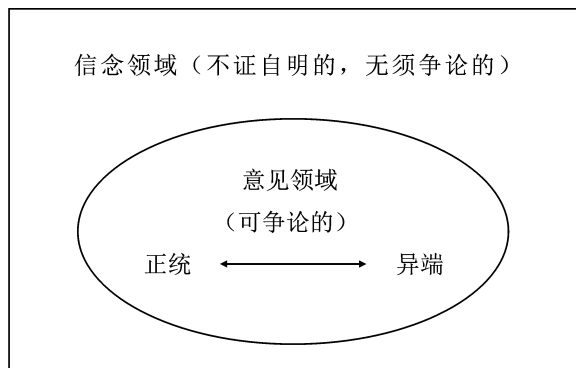 信念领域（不证自明的，无须争论的）
意见领域
（可争论的）
正统 异端